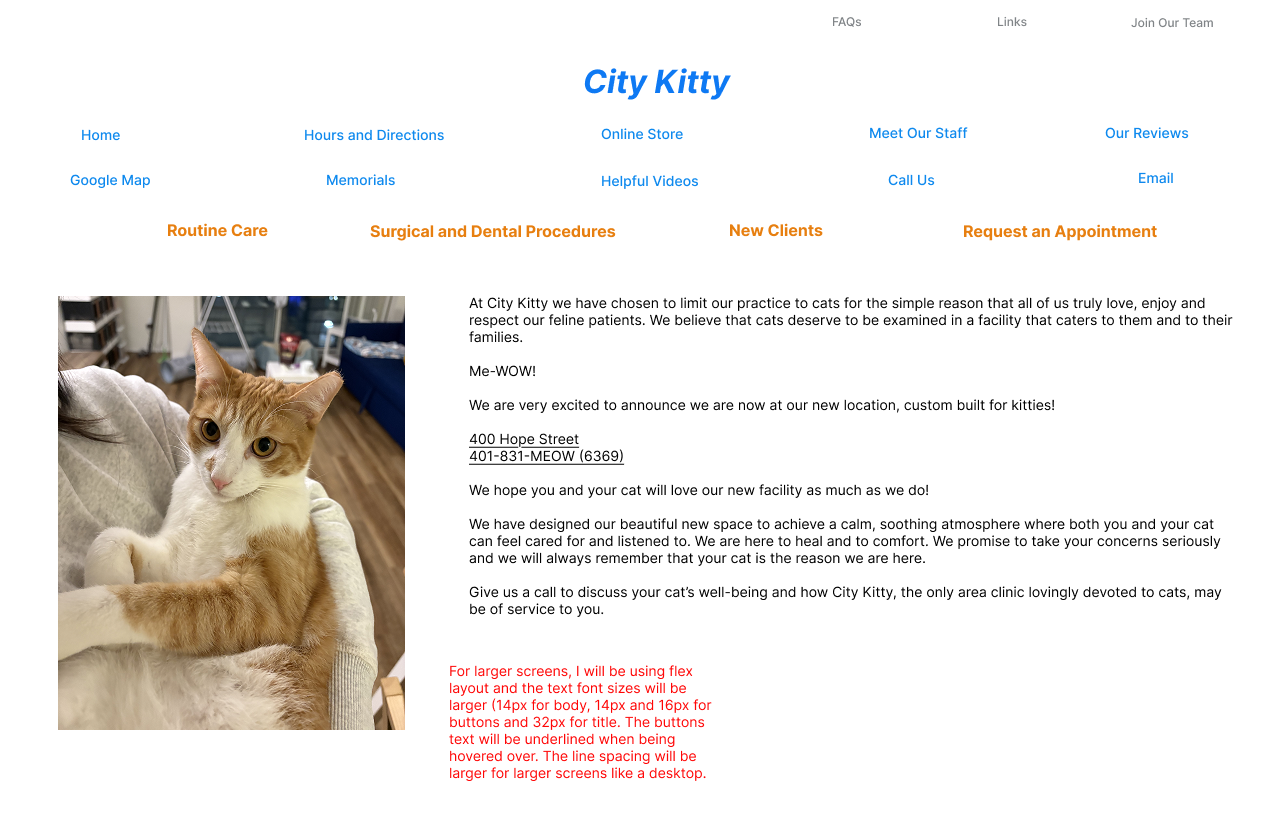 FAQs
Links
Join Our Team
City Kitty
Home
Hours and Directions
Online Store
Meet Our Staff
Our Reviews
Google Map
Memorials
Helpful Videos
Call Us
Email
Routine Care
Surgical and Dental Procedures
New Clients
Request an Appointment
At City Kitty we have chosen to limit our practice to cats for the simple reason that all of us truly love, enjoy and
respect our feline patients. We believe that cats deserve to be examined in a facility that caters to them and to their
families.
Me-WOW!
We are very excited to announce we are now at our new location, custom built for kitties!
400 Hope Street
401-831-MEOW (6369)
We hope you and your cat will love our new facility as much as we do!
We have designed our beautiful new space to achieve a calm, soothing atmosphere where both you and your cat
can feel cared for and listened to. We are here to heal and to comfort. We promise to take your concerns seriously
and we will always remember that your cat is the reason we are here.
Give us a call to discuss your cat’s well-being and how City Kitty, the only area clinic lovingly devoted to cats, may
be of service to you.
For larger screens, I will be using flex
layout and the text font sizes will be
larger (14px for body, 14px and 16px for
buttons and 32px for title. The buttons
text will be underlined when being
hovered over. The line spacing will be
larger for larger screens like a desktop.